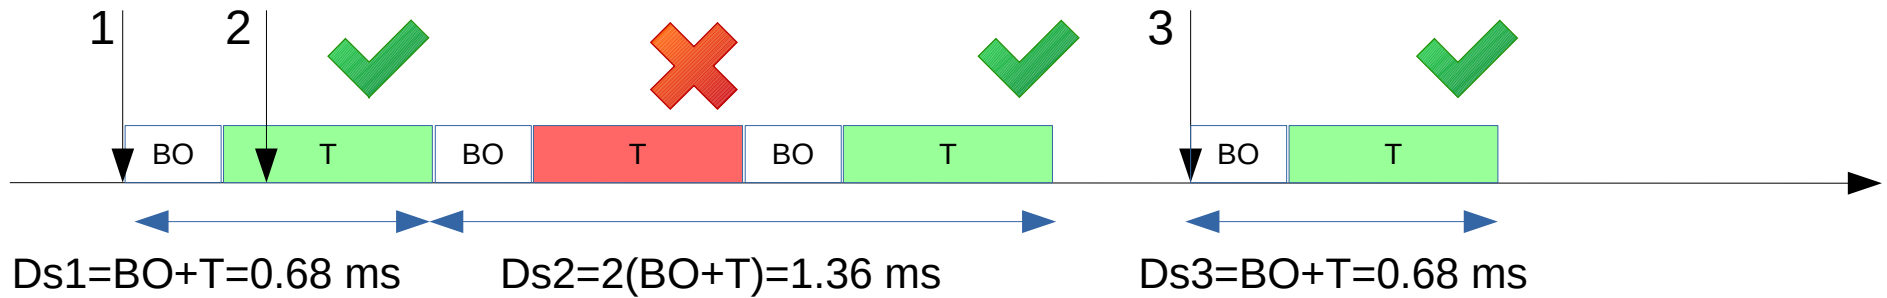 1 2 3
BO T BO T BO T BO T
Ds1=BO+T=0.68 ms Ds2=2(BO+T)=1.36 ms Ds3=BO+T=0.68 ms